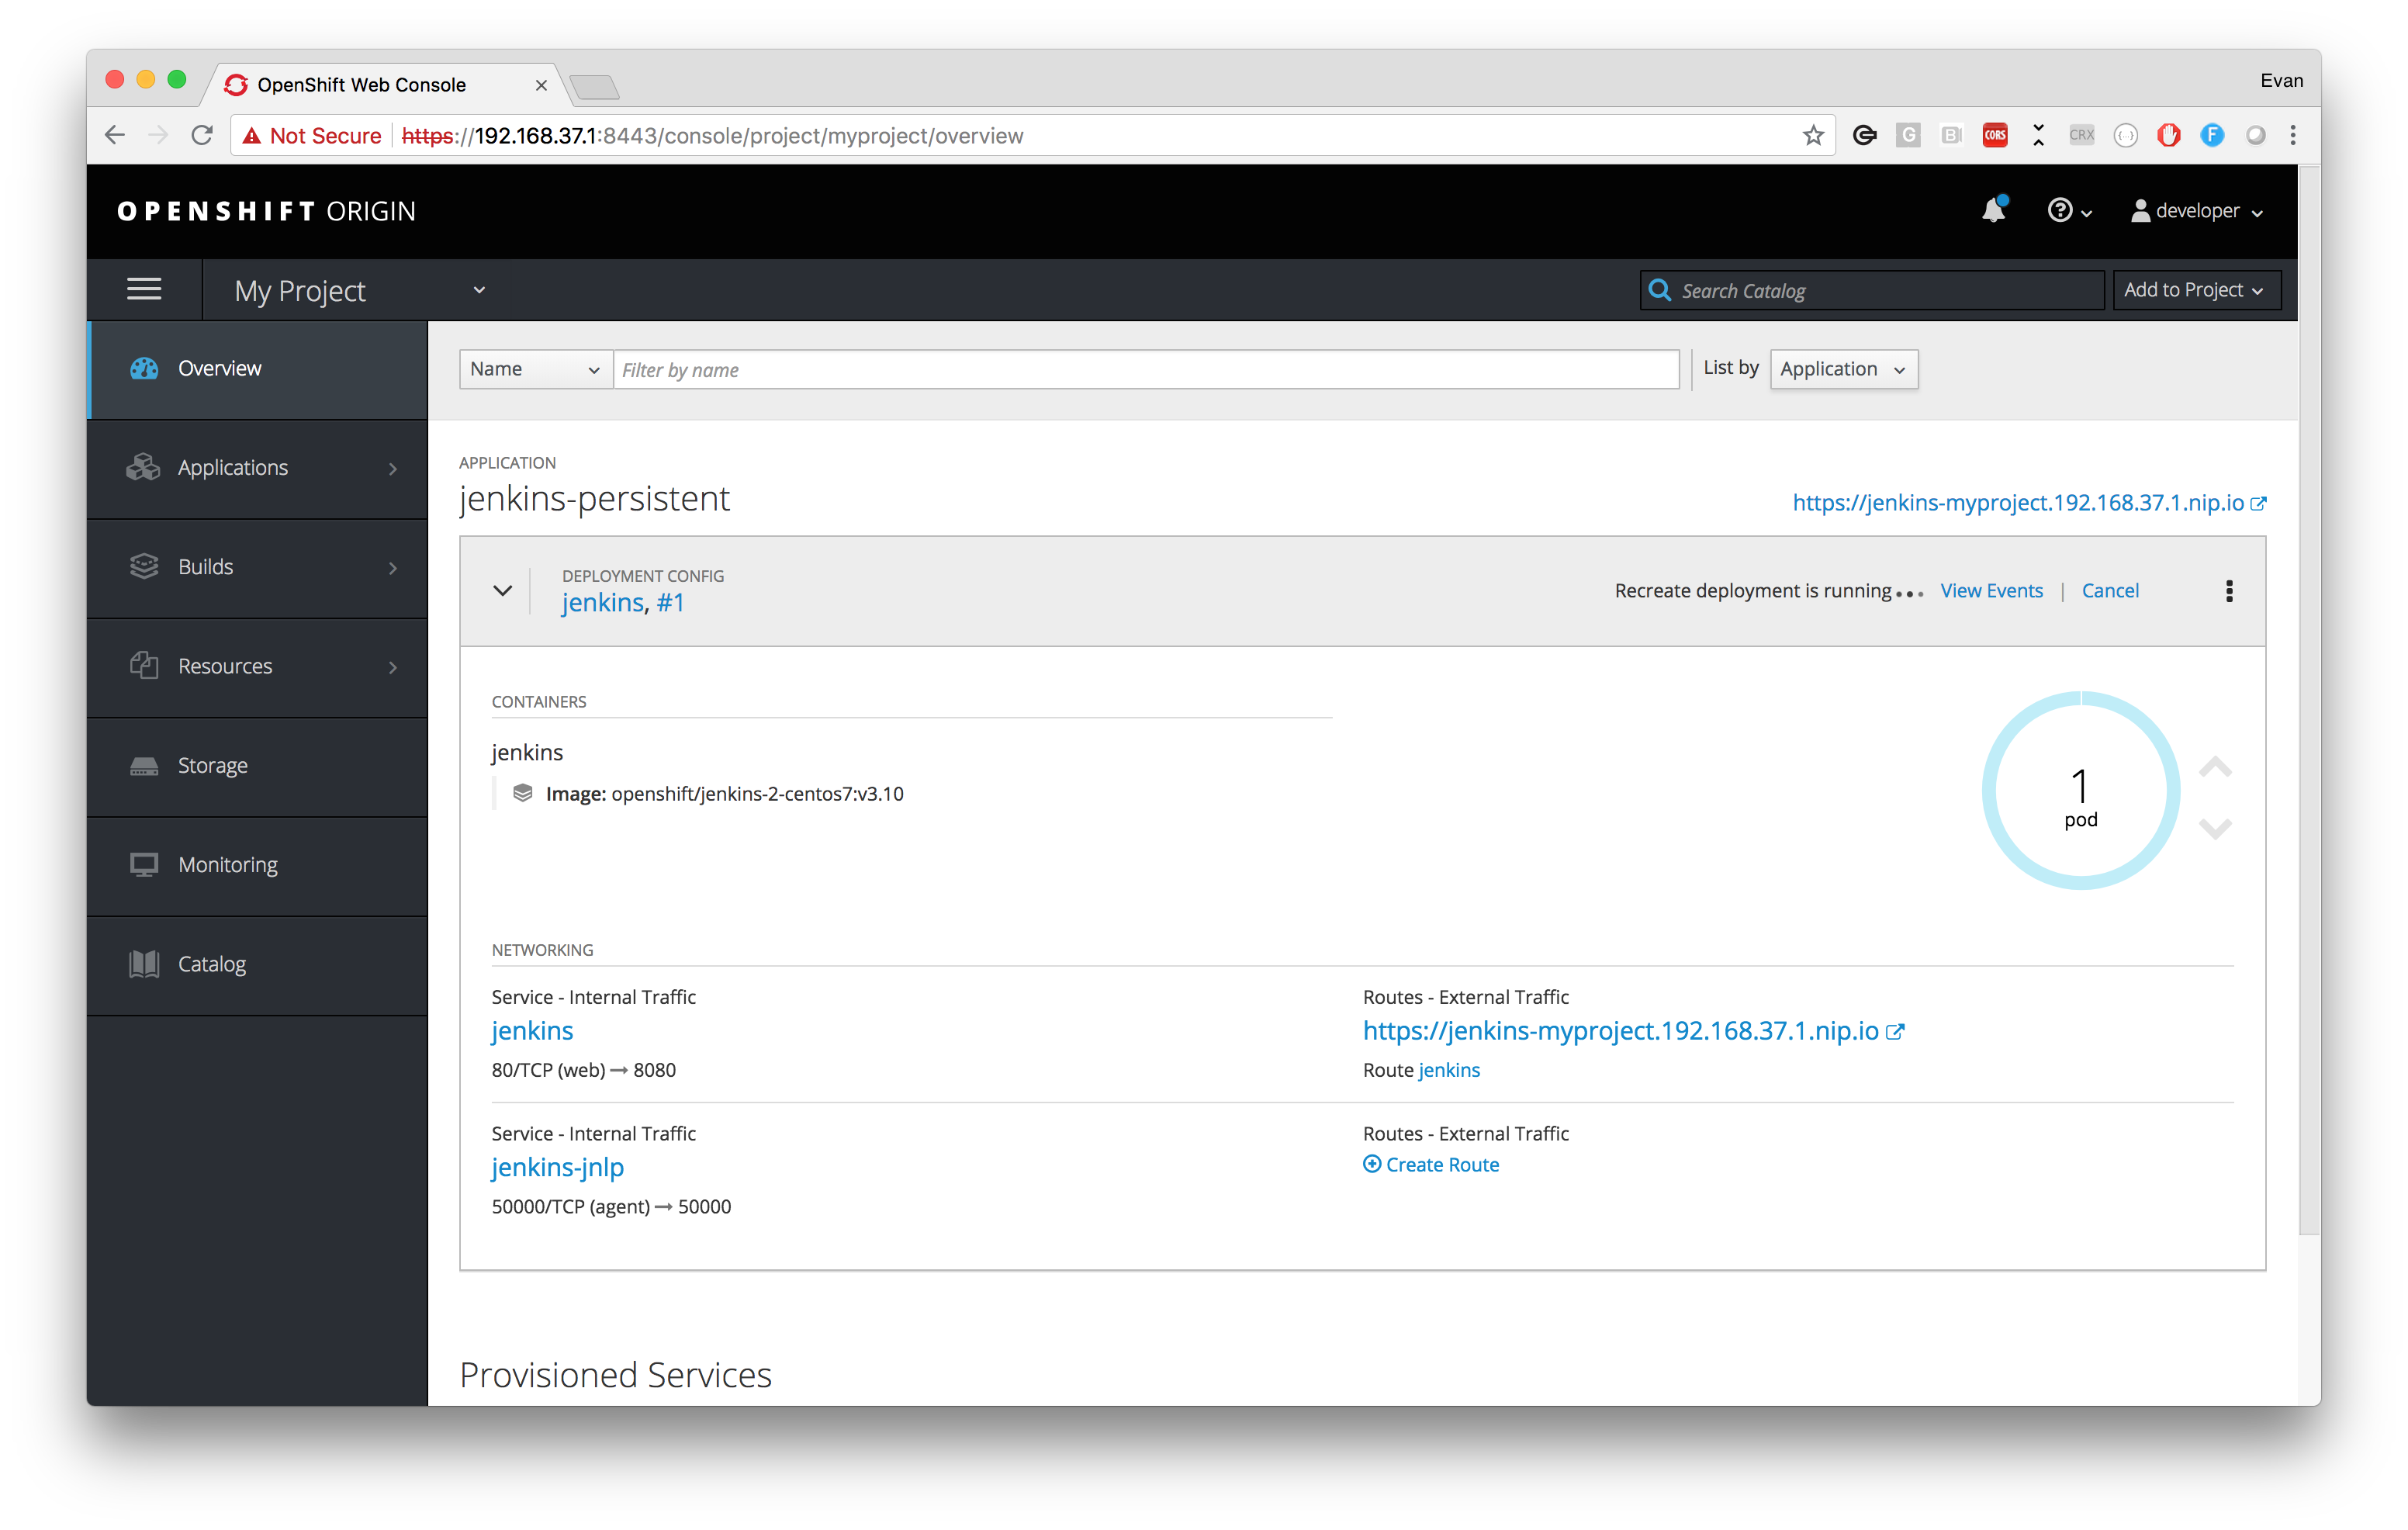 OpenShift Web Console
Evan
Not Secure https://192.168.37.1:8443/console/project/myproject/overview
G B CORS CRX {...} F
OPENSHIFT ORIGIN
developer
My Project
Search Catalog
Add to Project
Overview
Name
Filter by name
List by
Application
Applications
APPLICATION
jenkins-persistent
https://jenkins-myproject.192.168.37.1.nip.io
Builds
DEPLOYMENT CONFIG
jenkins, #1
Recreate deployment is running... View Events | Cancel
Resources
CONTAINERS
jenkins
Image: openshift/jenkins-2-centos7:v3.10
1
pod
Storage
Monitoring
Catalog
NETWORKING
Service - Internal Traffic
jenkins
80/TCP (web) → 8080
Routes - External Traffic
https://jenkins-myproject.192.168.37.1.nip.io
Route jenkins
Service - Internal Traffic
jenkins-jnlp
50000/TCP (agent) → 50000
Routes - External Traffic
Create Route
Provisioned Services